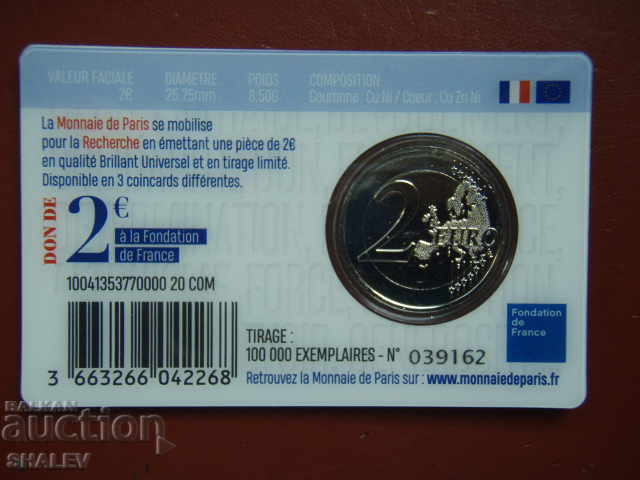 VALEUR FACIALE
2€
DIAMETRE
25.75mm
POIDS
8,50G
COMPOSITION
Couronne : Cu Ni / Coeur : Cu Zn Ni
La Monnaie de Paris se mobilise
pour la Recherche en émettant une pièce de 2€
en qualité Brillant Universel et en tirage limité.
Disponible en 3 coincards différentes.
DON DE
2€
à la Fondation
de France
10041353770000 20 COM
3 663266 042268
2 EURO
Fondation
de
France
TIRAGE :
100 000 EXEMPLAIRES - N° 039162
Retrouvez la Monnaie de Paris sur : www.monnaiedeparis.fr
BALKAN
auction
SHALEV